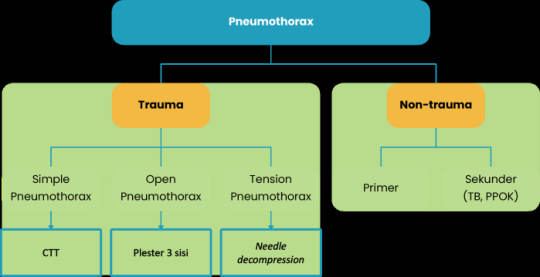 Pneumothorax
Trauma
Non-trauma
Simple
Pneumothorax
Open
Pneumothorax
Tension
Pneumothorax
Primer
Sekunder
(TB, PPOK)
CTT
Plester 3 sisi
Needle
decompression